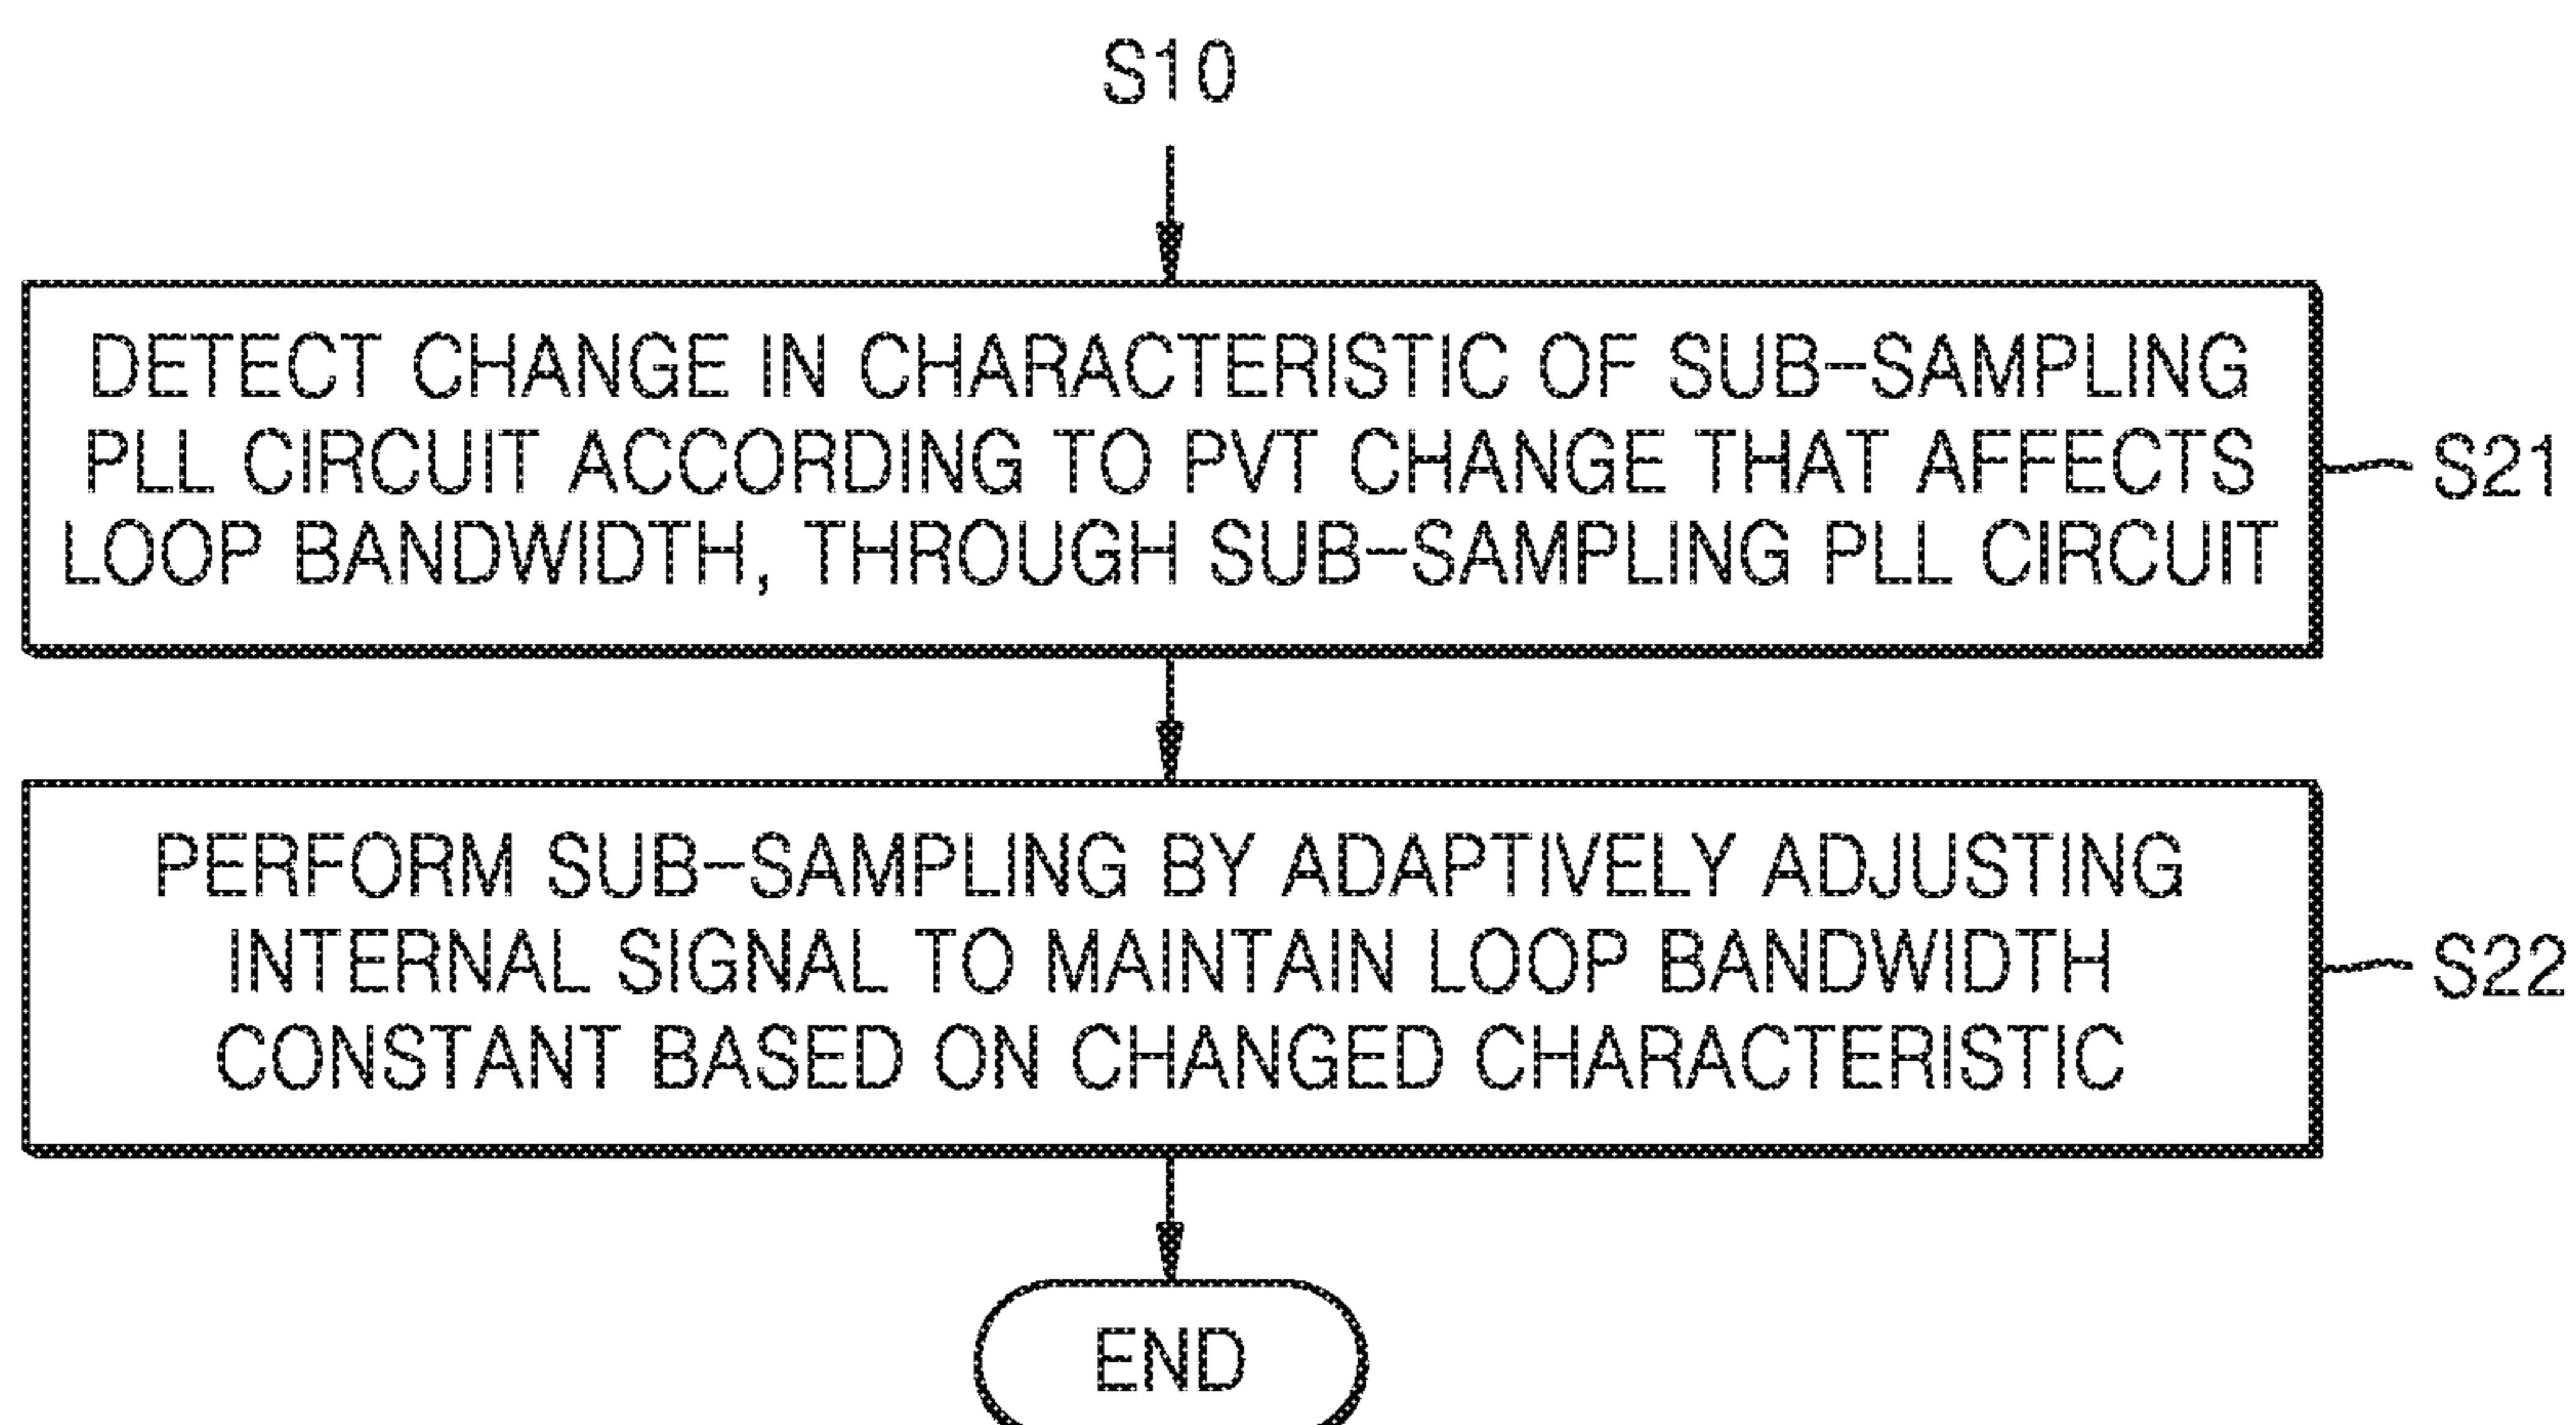 S10
DETECT CHANGE IN CHARACTERISTIC OF SUB-SAMPLING
PLL CIRCUIT ACCORDING TO PVT CHANGE THAT AFFECTS
LOOP BANDWIDTH, THROUGH SUB-SAMPLING PLL CIRCUIT
S21
PERFORM SUB-SAMPLING BY ADAPTIVELY ADJUSTING
INTERNAL SIGNAL TO MAINTAIN LOOP BANDWIDTH
CONSTANT BASED ON CHANGED CHARACTERISTIC
S22
END